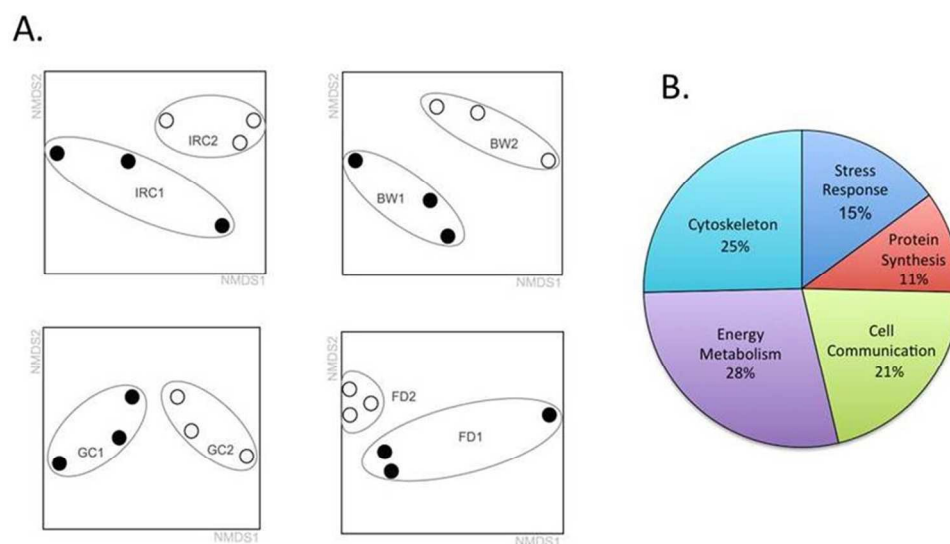 A.
NMDS2
IRC2
IRC1
NMDS1
NMDS2
BW2
BW1
NMDS1
NMDS2
GC1
GC2
NMDS1
NMDS2
FD2
FD1
NMDS1
B.
Stress
Response
15%
Protein
Synthesis
11%
Cell
Communication
21%
Energy
Metabolism
28%
Cytoskeleton
25%